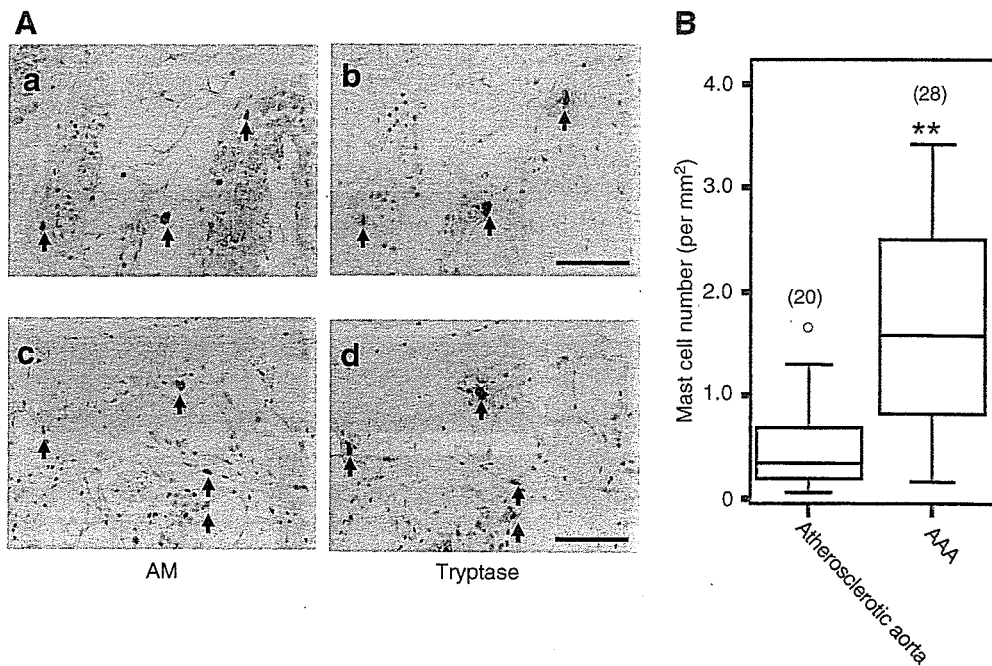 A
a
b
c
d
AM
Tryptase
B
Mast cell number (per mm²)
4.0
3.0
2.0
1.0
0
(20)
(28)
**
Atherosclerotic aorta
AAA